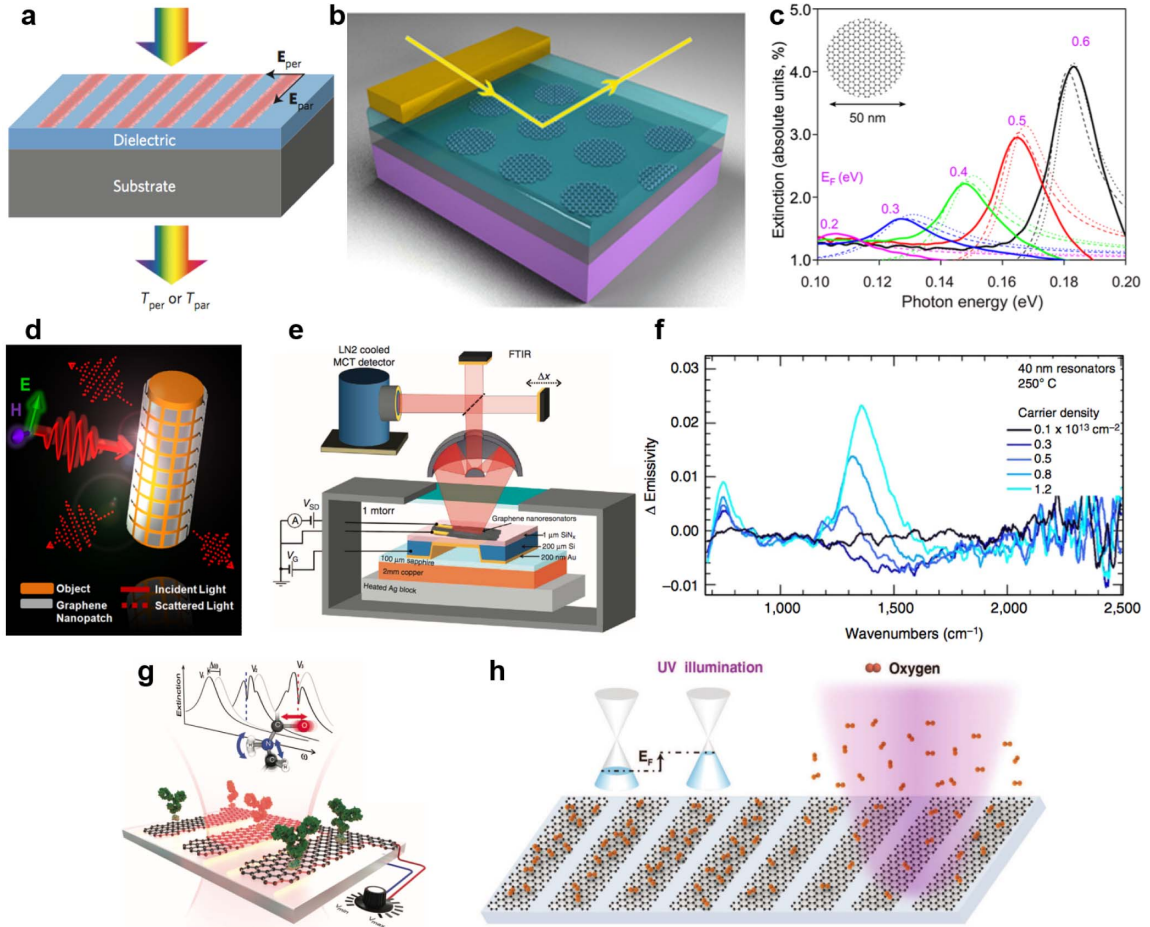 a
E_per
E_par
Dielectric
Substrate
T_per or T_par
b
c
Extinction (absolute units, %)
5.0
4.0
3.0
2.0
1.0
50 nm
E_F (eV)
0.2
0.3
0.4
0.5
0.6
0.10 0.12 0.14 0.16 0.18 0.20
Photon energy (eV)
d
E
H
Object
Graphene Nanopatch
Incident Light
Scattered Light
e
LN2 cooled
MCT detector
FTIR
Δx
1 mtorr
V_SD
A
V_G
Graphene nanoresonators
1 μm SiNₓ
200 μm Si
200 nm Au
100 μm sapphire
2mm copper
Heated Ag block
f
Δ Emissivity
0.03
0.02
0.01
0.00
−0.01
40 nm resonators
250° C
Carrier density
0.1 x 10¹³ cm⁻²
0.3
0.5
0.8
1.2
1,000 1,500 2,000 2,500
Wavenumbers (cm⁻¹)
g
Extinction
Δω
ω
C
O
N
H
h
UV illumination
Oxygen
E_F